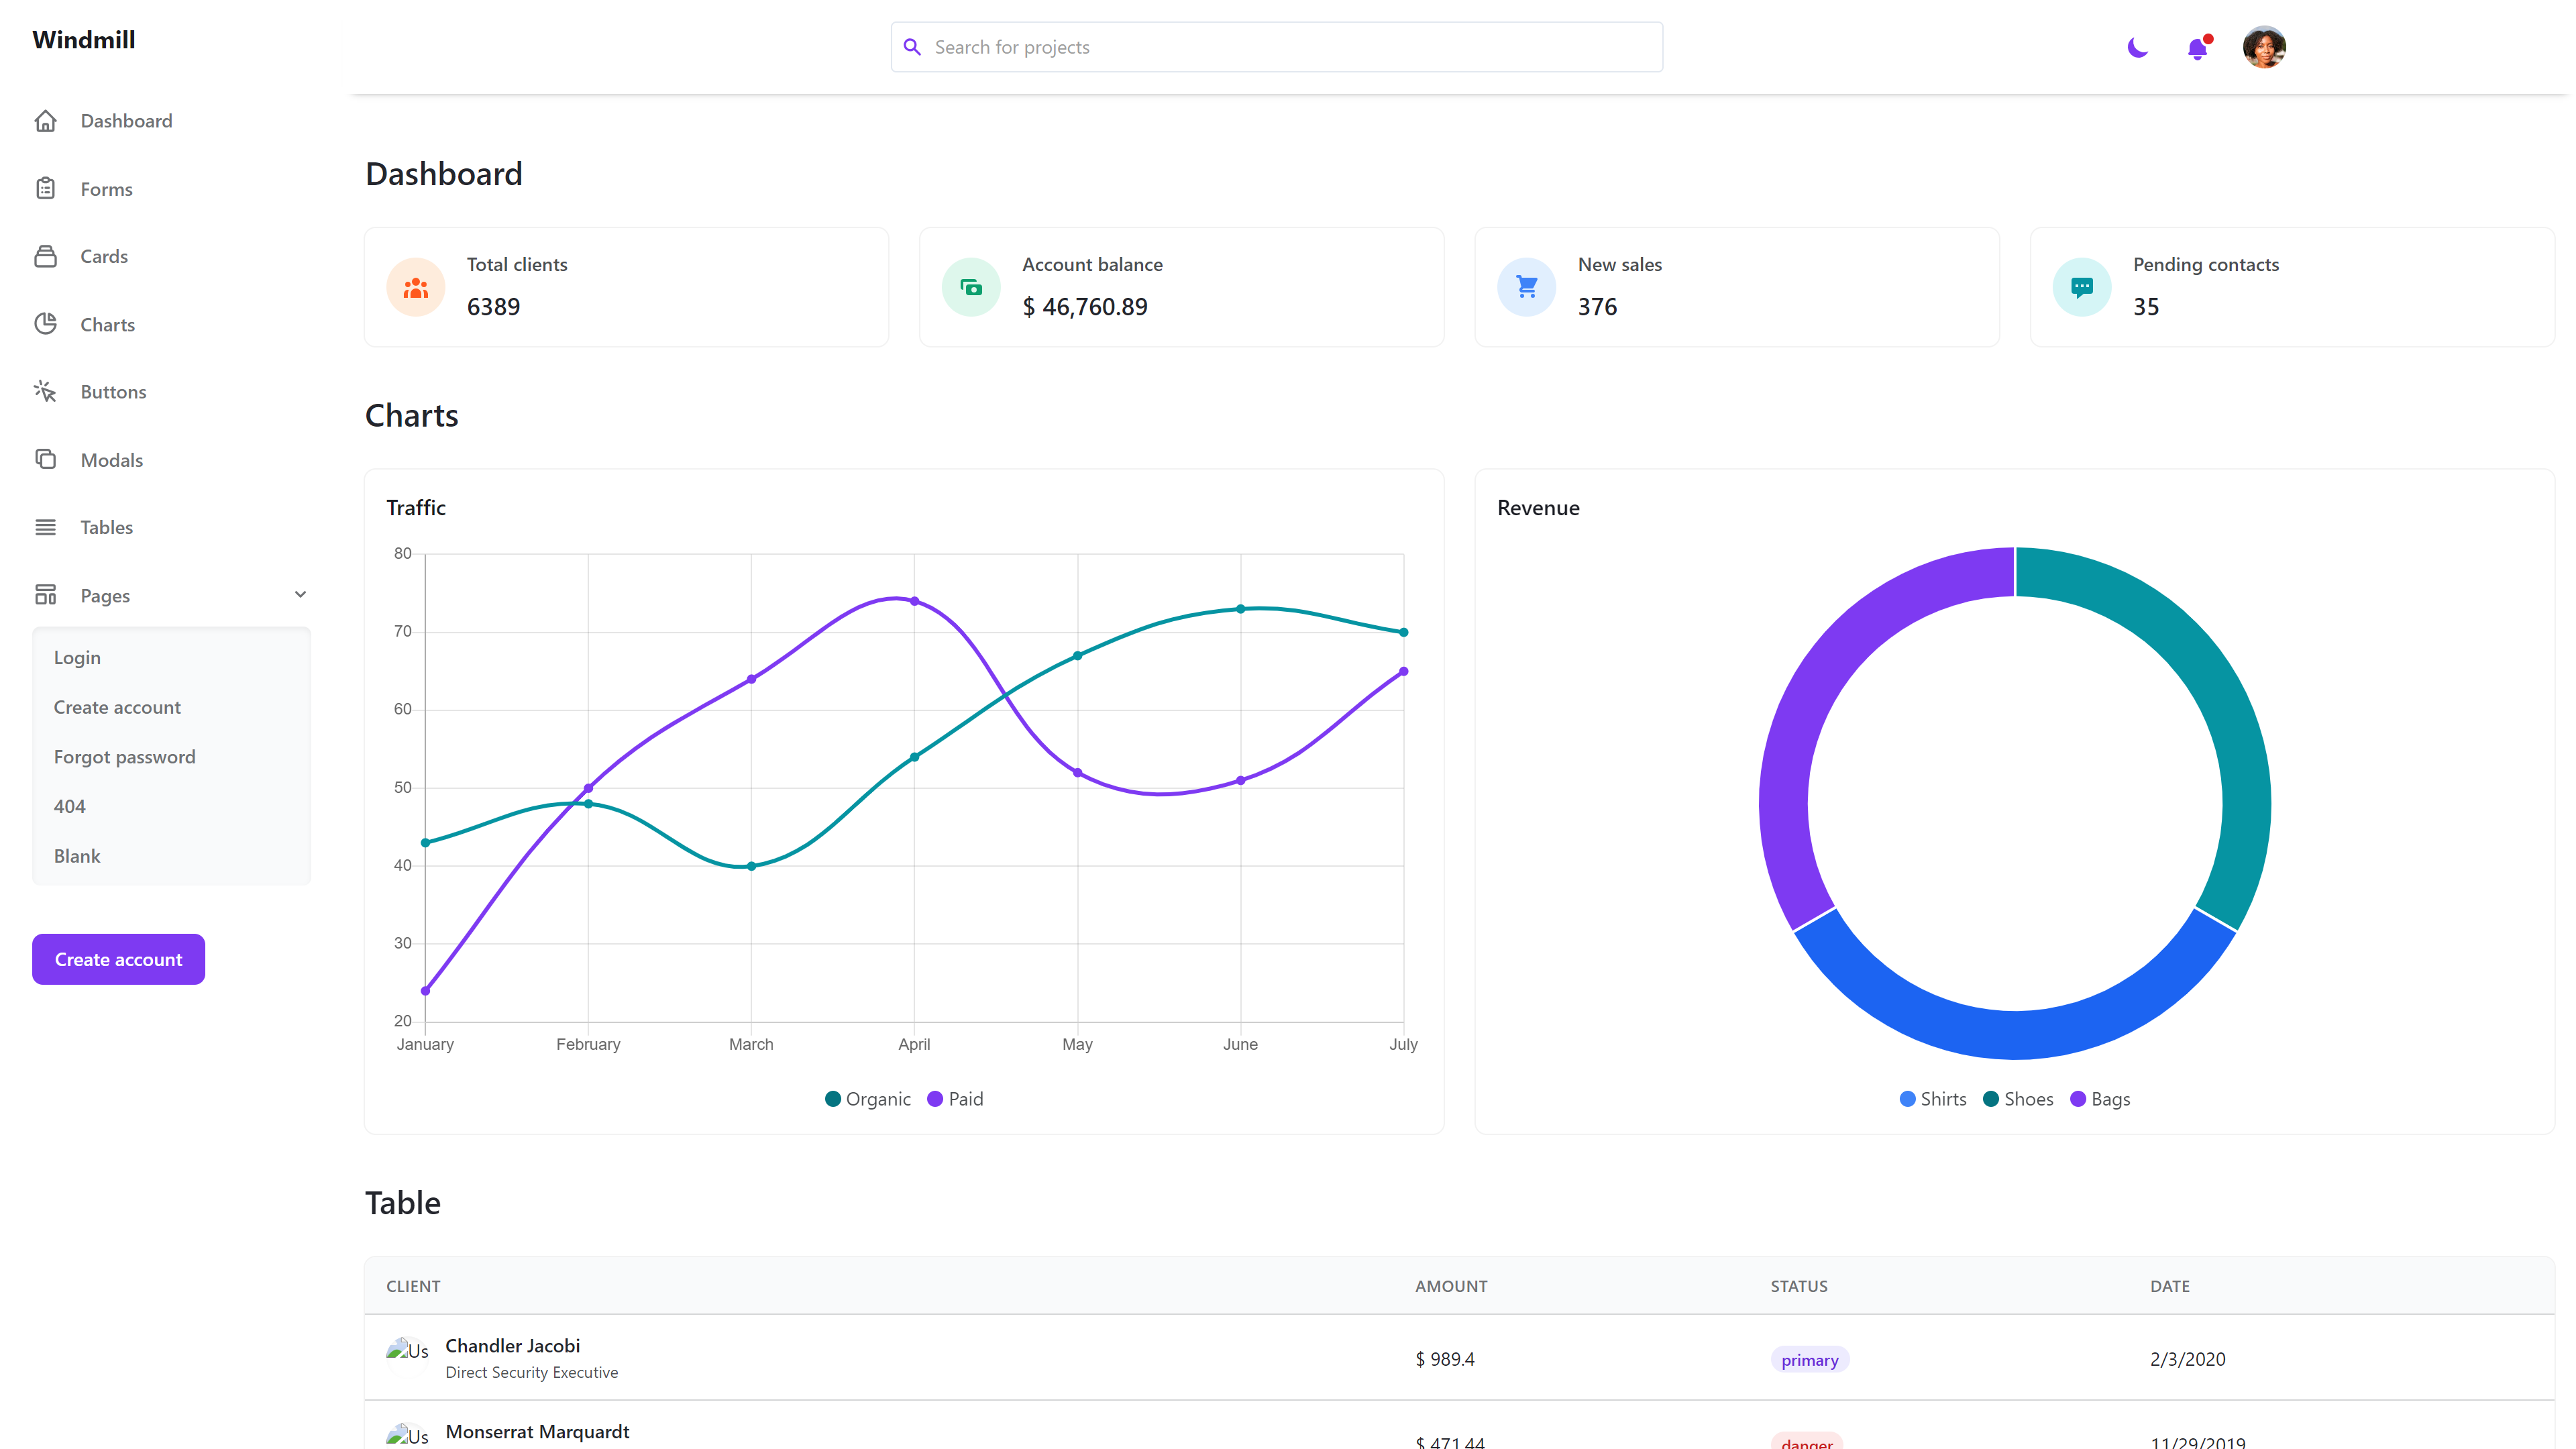 Windmill
Search for projects
Dashboard
Forms
Cards
Charts
Buttons
Modals
Tables
Pages
Login
Create account
Forgot password
404
Blank
Create account
Dashboard
Total clients
6389
Account balance
$ 46,760.89
New sales
376
Pending contacts
35
Charts
Traffic
80
70
60
50
40
30
20
January February March April May June July
Organic Paid
Revenue
Shirts Shoes Bags
Table
CLIENT AMOUNT STATUS DATE
Us Chandler Jacobi $ 989.4 primary 2/3/2020
Direct Security Executive
Us Monserrat Marquardt $ 471.44 danger 11/29/2019